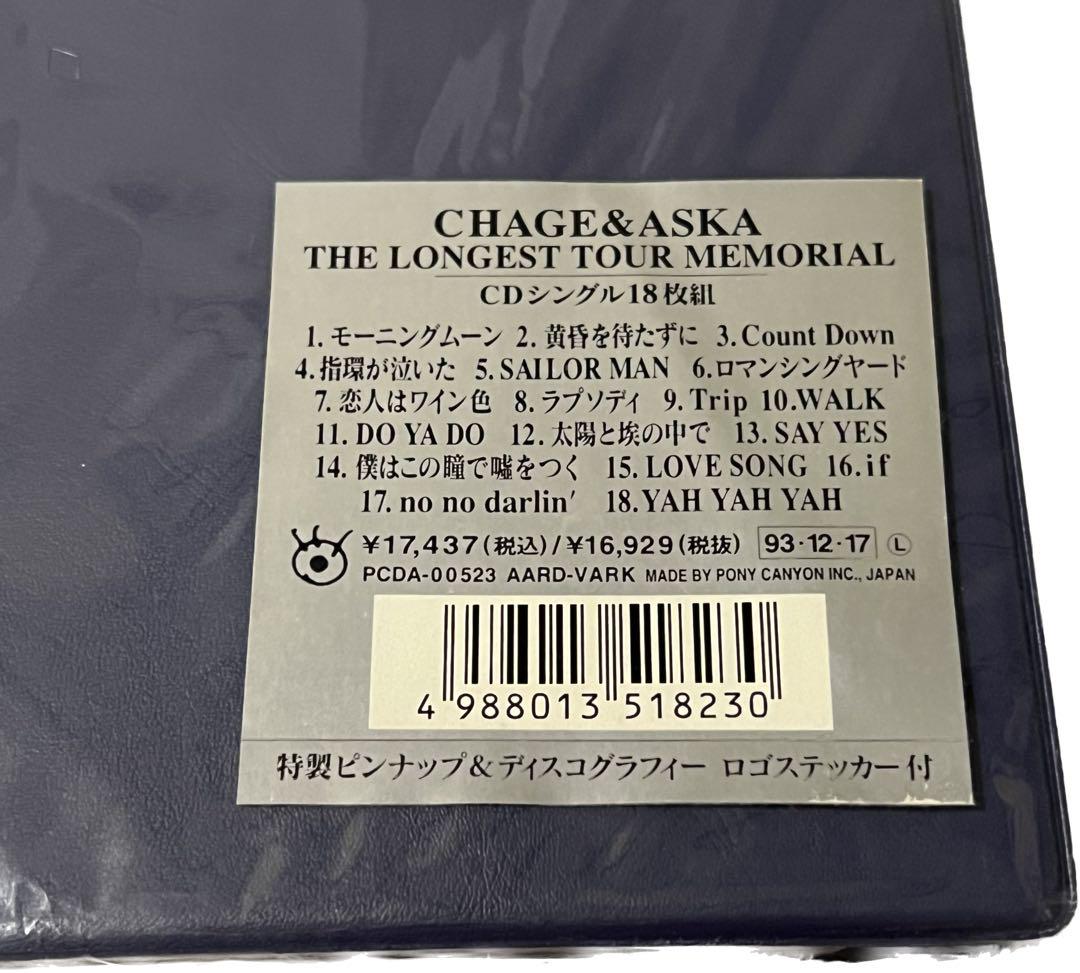 CHAGE&ASKA
THE LONGEST TOUR MEMORIAL
CDシングル18枚組
1. モーニングムーン 2. 黄昏を待たずに 3. Count Down
4. 指環が泣いた 5. SAILOR MAN 6. ロマンシングヤード
7. 恋人はワイン色 8. ラプソディ 9. Trip 10. WALK
11. DO YA DO 12. 太陽と埃の中で 13. SAY YES
14. 僕はこの瞳で嘘をつく 15. LOVE SONG 16. if
17. no no darlin' 18. YAH YAH YAH
¥17,437(税込)/¥16,929(税抜) 93・12・17 Ⓛ
PCDA-00523 AARD-VARK MADE BY PONY CANYON INC., JAPAN
4 988013 518230
特製ピンナップ&ディスコグラフィー ロゴステッカー付